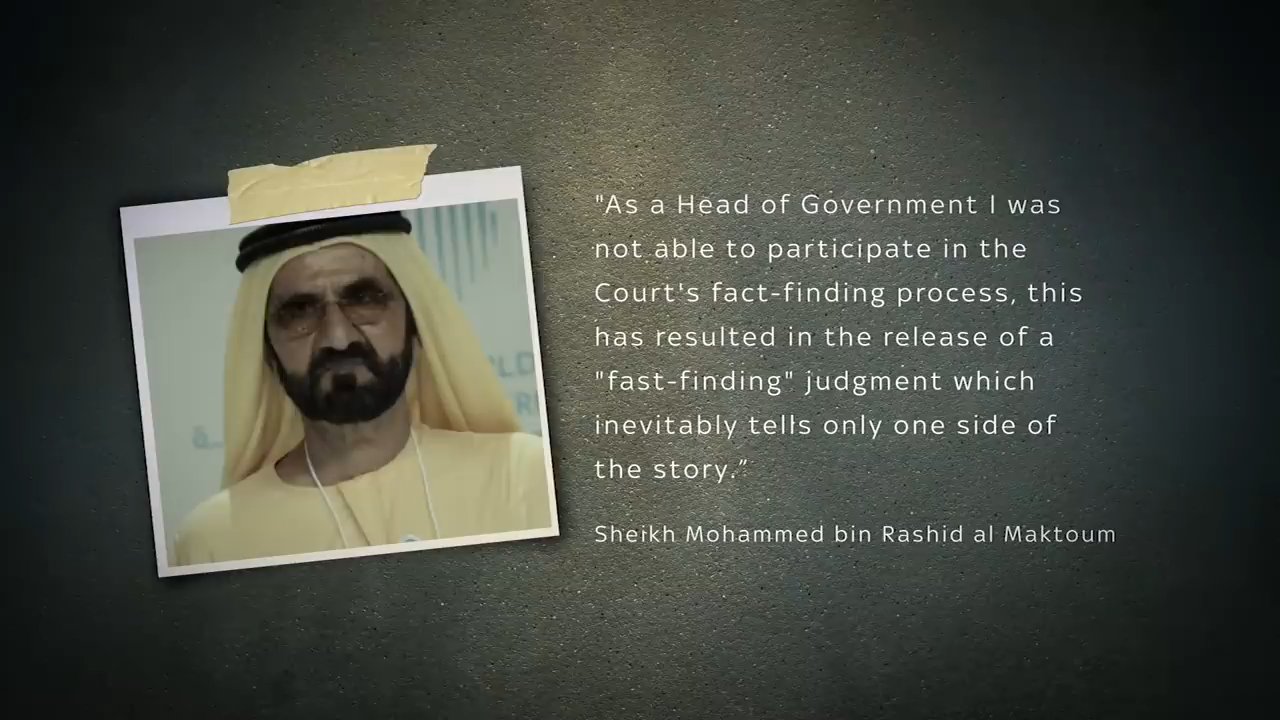 "As a Head of Government I was
not able to participate in the
Court's fact-finding process, this
has resulted in the release of a
"fast-finding" judgment which
inevitably tells only one side of
the story.”
Sheikh Mohammed bin Rashid al Maktoum